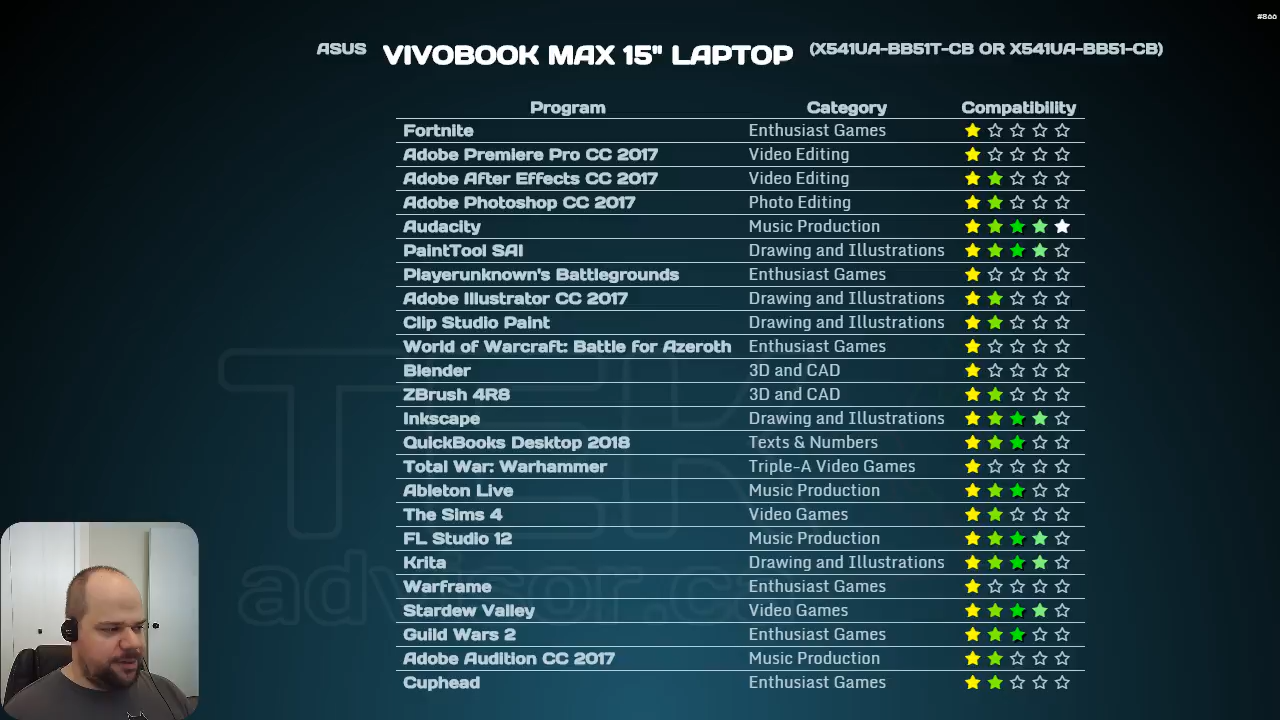 #800
ASUS VIVOBOOK MAX 15" LAPTOP (X541UA-BB51T-CB OR X541UA-BB51-CB)
Program Category Compatibility
Fortnite Enthusiast Games
Adobe Premiere Pro CC 2017 Video Editing
Adobe After Effects CC 2017 Video Editing
Adobe Photoshop CC 2017 Photo Editing
Audacity Music Production
PaintTool SAI Drawing and Illustrations
Playerunknown's Battlegrounds Enthusiast Games
Adobe Illustrator CC 2017 Drawing and Illustrations
Clip Studio Paint Drawing and Illustrations
World of Warcraft: Battle for Azeroth Enthusiast Games
Blender 3D and CAD
ZBrush 4R8 3D and CAD
Inkscape Drawing and Illustrations
QuickBooks Desktop 2018 Texts & Numbers
Total War: Warhammer Triple-A Video Games
Ableton Live Music Production
The Sims 4 Video Games
FL Studio 12 Music Production
Krita Drawing and Illustrations
Warframe Enthusiast Games
Stardew Valley Video Games
Guild Wars 2 Enthusiast Games
Adobe Audition CC 2017 Music Production
Cuphead Enthusiast Games